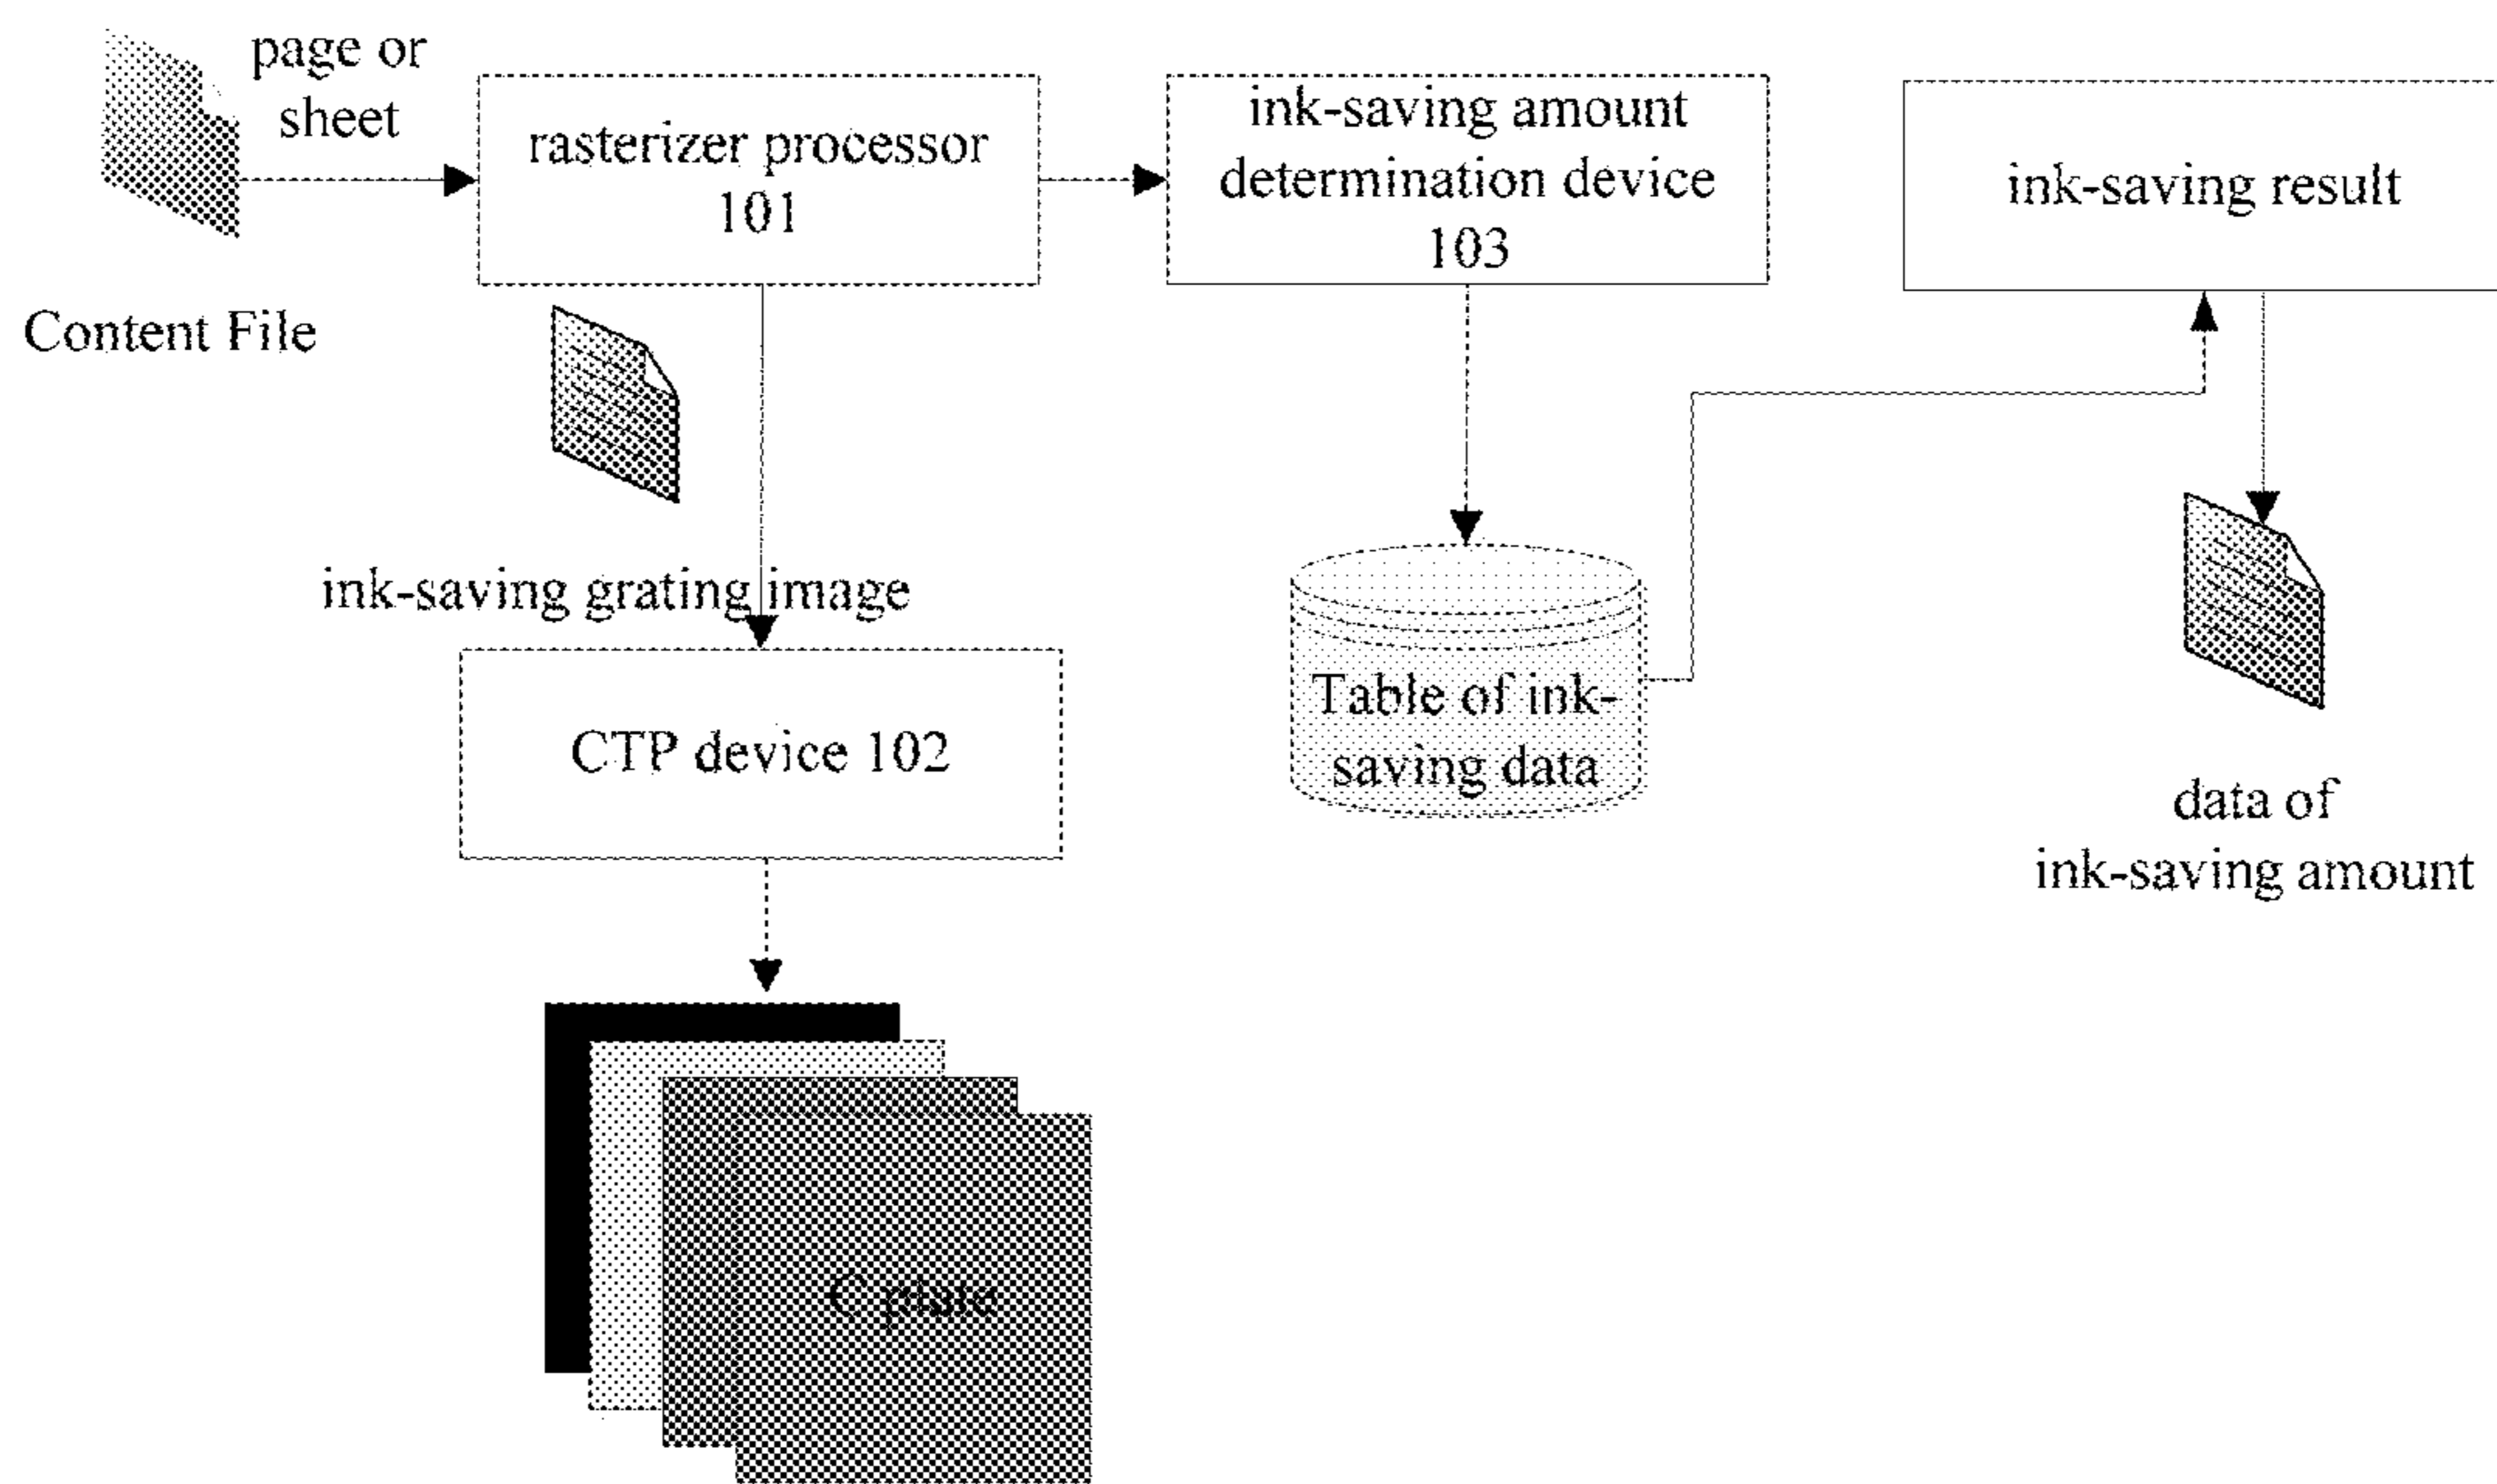 page or
sheet
Content File
rasterizer processor
101
ink-saving amount
determination device
103
ink-saving result
ink-saving grating image
CTP device 102
Table of ink-
saving data
data of
ink-saving amount
C plate